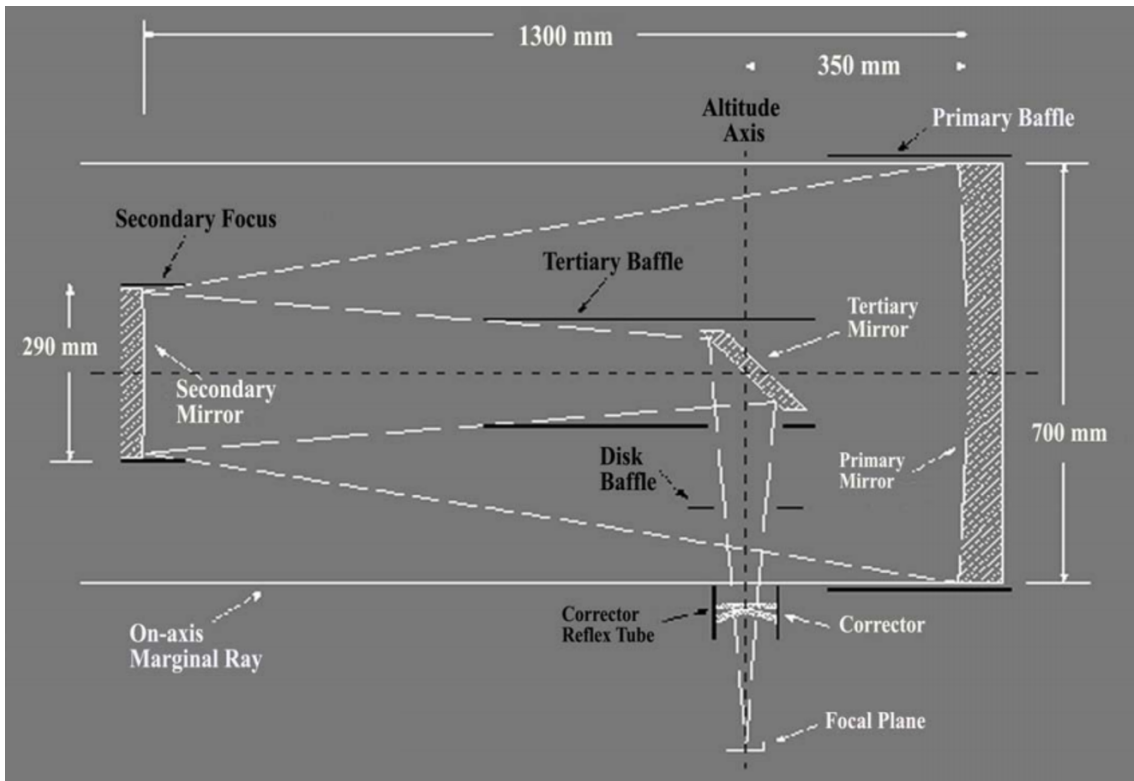 1300 mm
350 mm
Altitude
Axis
Primary Baffle
Secondary Focus
Tertiary Baffle
Tertiary
Mirror
290 mm
Secondary
Mirror
700 mm
Disk
Baffle
Primary
Mirror
Corrector
Reflex Tube
Corrector
On-axis
Marginal Ray
Focal Plane